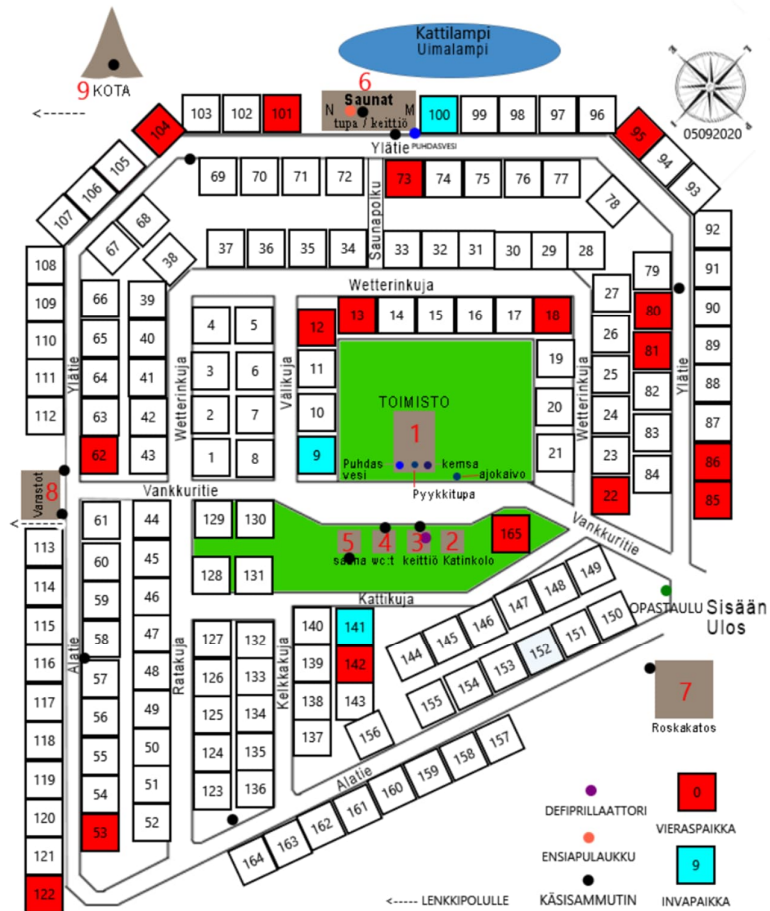 Kattilampi
Uimalampi
05092020
9 KOTA
6
Saunat
N M
tupa / keittiö
PUHDASVESI
Ylätie
103 102 101
100 99 98 97 96
104 105 106 107
95 94 93
69 70 71 72
73 74 75 76 77
78
68 67 38
37 36 35 34
33 32 31 30 29 28
Saunapolku
Wetterinkuja
92
91
90
89
88
87
86
85
108
109
110
111
112
66
65
64
63
62
39
40
41
42
43
Ylätie
Wetterinkuja
4 5
3 6
2 7
1 8
Välikuja
12
11
10
9
13 14 15 16 17 18
19
20
21
Wetterinkuja
27
26
25
24
23
22
79
80
81
82
83
84
Ylätie
TOIMISTO
1
Puhdas
vesi
kemsa
ajokaivo
Pyykkitupa
8
Varastot
Vankkuritie
Vankkuritie
129 130
128 131
165
5 4 3 2
sauna wc:t keittiö Katinkolo
Kattikuja
113
114
115
116
117
118
119
120
121
122
Alatie
61
60
59
58
57
56
55
54
53
44
45
46
47
48
49
50
51
52
Ratakuja
127 132
126 133
125 134
124 135
123 136
Kelkkakuja
140 141
139 142
138 143
137
156
144 145 146 147 148 149
155 154 153 152 151 150
OPASTAULU
Sisään
Ulos
7
Roskakatos
Alatie
164 163 162 161 160 159 158 157
DEFIPRILLAATTORI
ENSIAPULAUKKU
KÄSISAMMUTIN
0
VIERASPAIKKA
9
INVAPAIKKA
<----- LENKKIPOLULLE